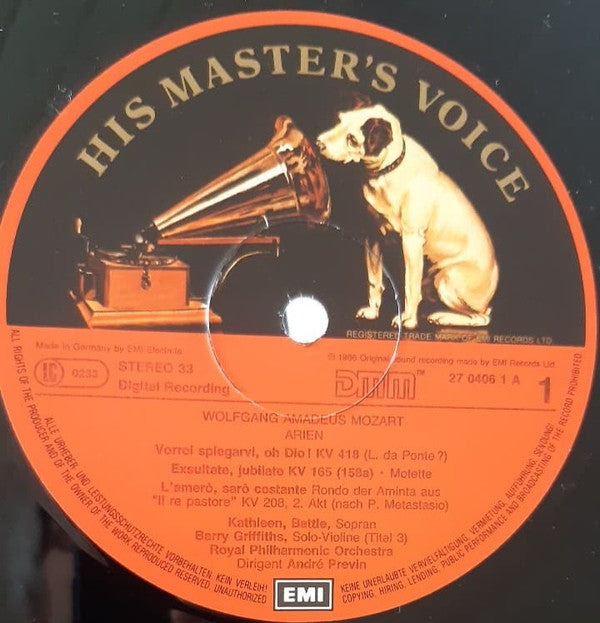 HIS MASTER'S VOICE
REGISTERED TRADE MARK OF EMI RECORDS LTD
Made in Germany by EMI Electrola
℗ 1986 Original sound recording made by EMI Records Ltd.
LC 0233
STEREO 33
Digital Recording
DMM™
27 0406 1 A
1
WOLFGANG AMADEUS MOZART
ARIEN
Vorrei spiegarvi, oh Dio! KV 418 (L. da Ponte?)
Exsultate, jubilate KV 165 (158a) · Motette
L'amerò, sarò costante Rondo der Aminta aus
"Il re pastore" KV 208, 2. Akt (nach P. Metastasio)
Kathleen, Battle, Sopran
Barry Griffiths, Solo-Violine (Titel 3)
Royal Philharmonic Orchestra
Dirigent André Previn
EMI
ALL RIGHTS OF THE PRODUCER AND OF THE OWNER OF THE WORK REPRODUCED RESERVED. UNAUTHORIZED
COPYING, HIRING, LENDING, PUBLIC PERFORMANCE AND BROADCASTING OF THE RECORD PROHIBITED
ALLE URHEBER- UND LEISTUNGSSCHUTZRECHTE VORBEHALTEN. KEIN VERLEIH!
KEINE UNERLAUBTE VERVIELFÄLTIGUNG, VERMIETUNG, AUFFÜHRUNG, SENDUNG!